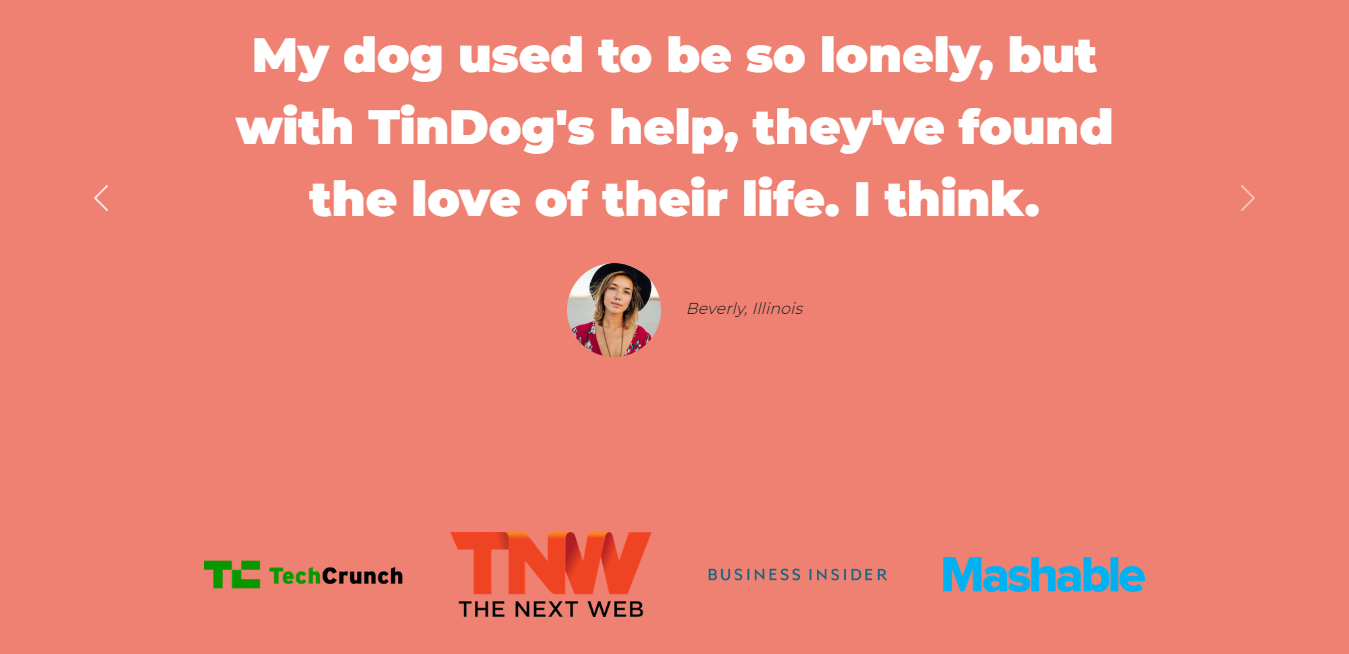 My dog used to be so lonely, but
with TinDog's help, they've found
the love of their life. I think.
Beverly, Illinois
TC TechCrunch
TNW
THE NEXT WEB
BUSINESS INSIDER
Mashable